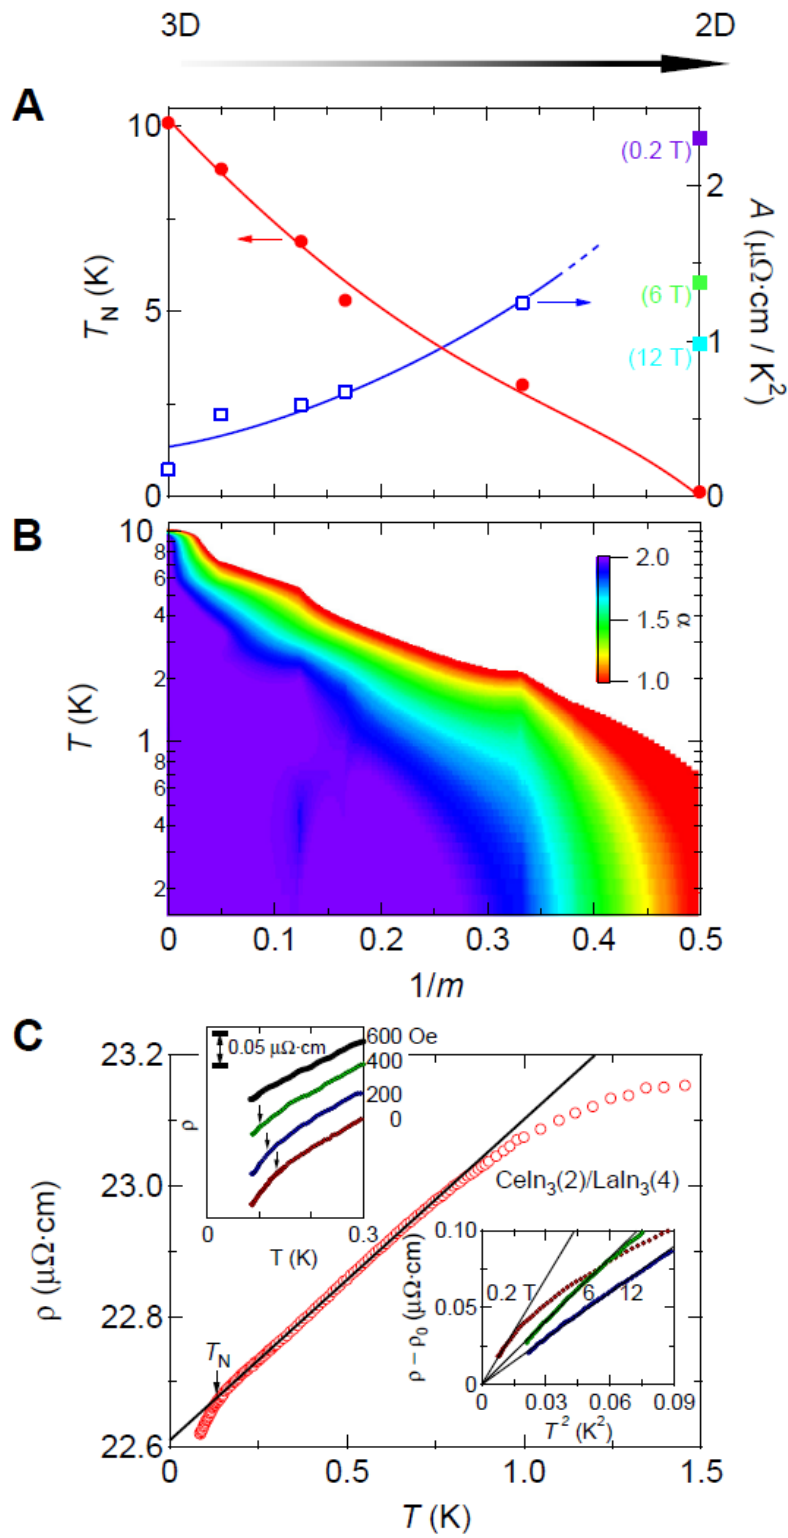 3D 2D
A
10
5
0
T_N (K)
(0.2 T)
(6 T)
(12 T)
2
1
0
A (μΩ·cm / K²)
B
10
8
6
4
2
1
8
6
4
2
T (K)
2.0
1.5
1.0
α
0 0.1 0.2 0.3 0.4 0.5
1/m
C
23.2
23.0
22.8
22.6
ρ (μΩ·cm)
0.05 μΩ·cm
600 Oe
400
200
0
ρ
0 0.3
T (K)
CeIn₃(2)/LaIn₃(4)
T_N
0.10
0.05
0
ρ − ρ₀ (μΩ·cm)
0.2 T 6 12
0 0.03 0.06 0.09
T² (K²)
0 0.5 1.0 1.5
T (K)